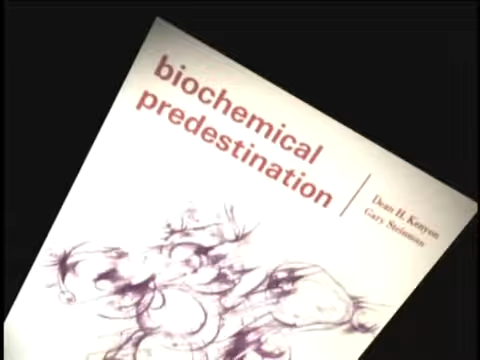 biochemical
predestination
Dean H. Kenyon
Gary Steinman